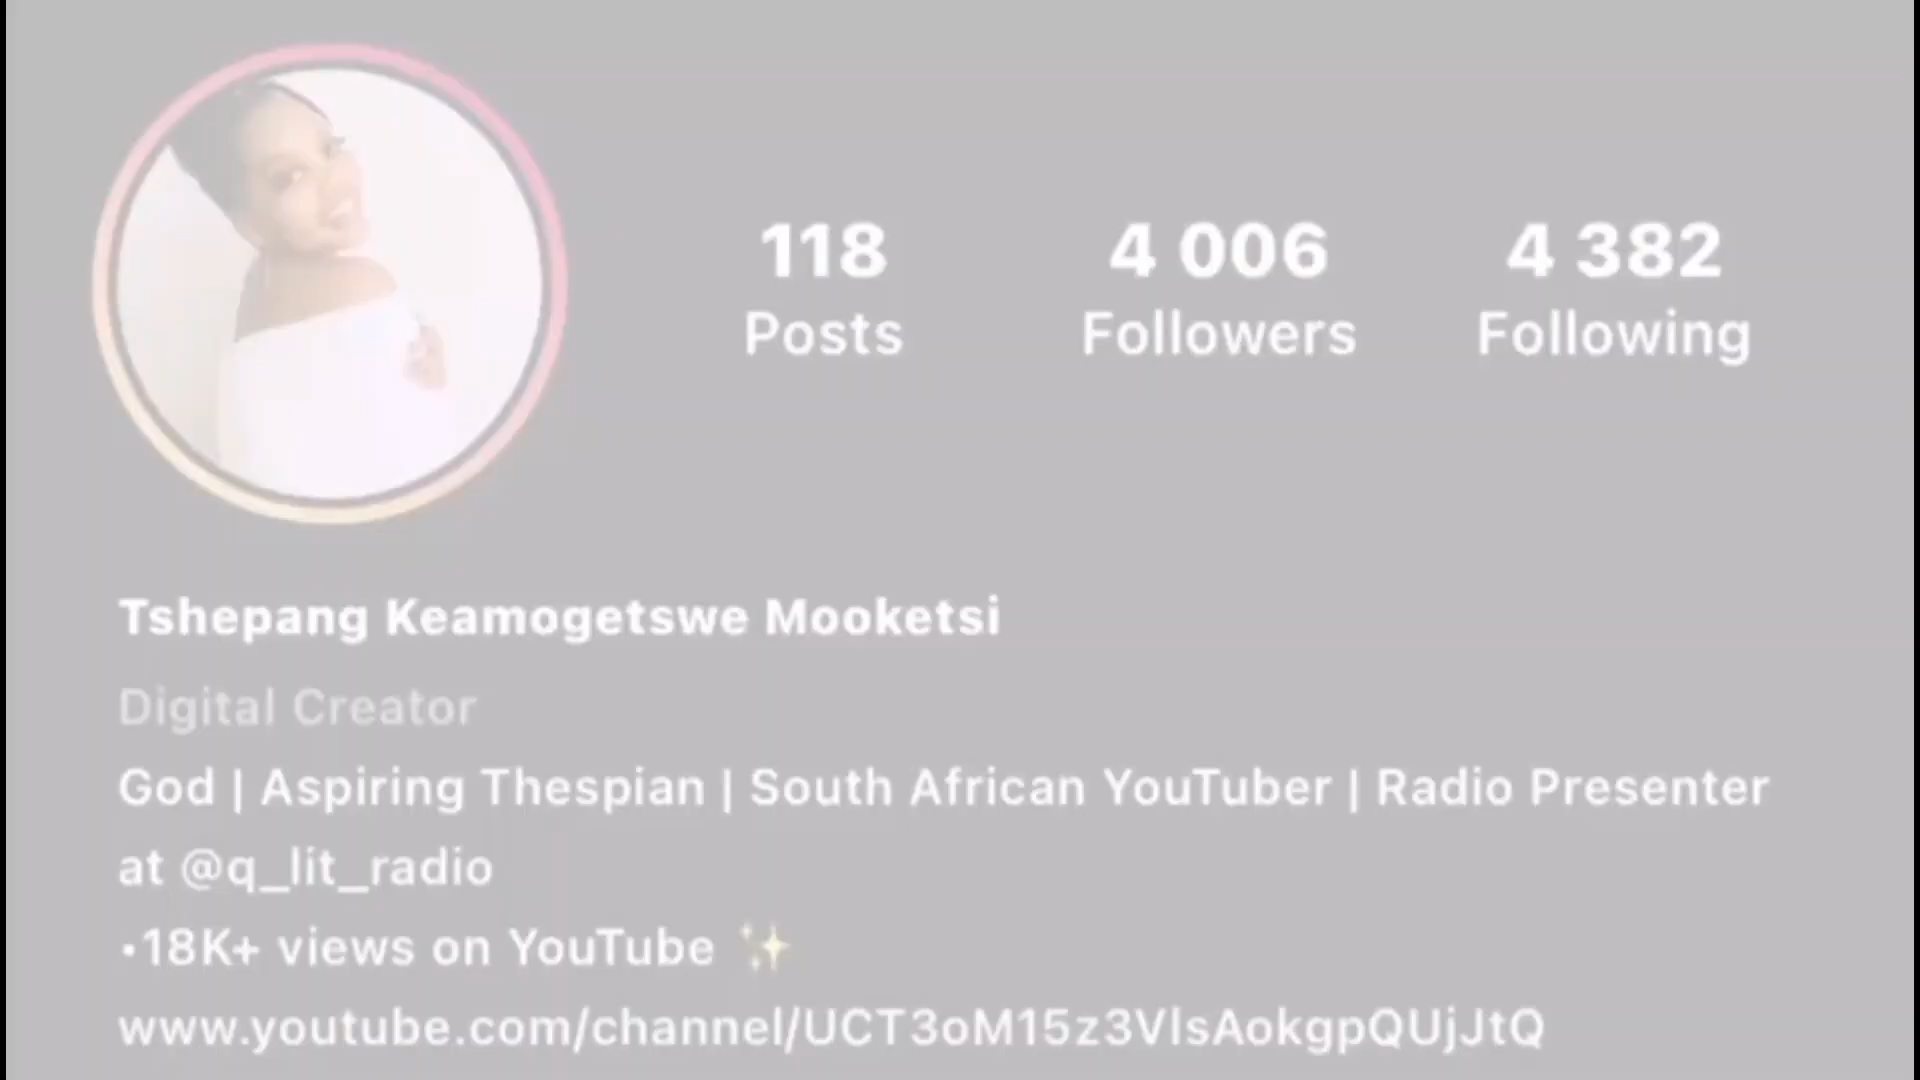 118 4 006 4 382
Posts Followers Following
Tshepang Keamogetswe Mooketsi
Digital Creator
God | Aspiring Thespian | South African YouTuber | Radio Presenter
at @q_lit_radio
•18K+ views on YouTube ✨
www.youtube.com/channel/UCT3oM15z3VlsAokgpQUjJtQ